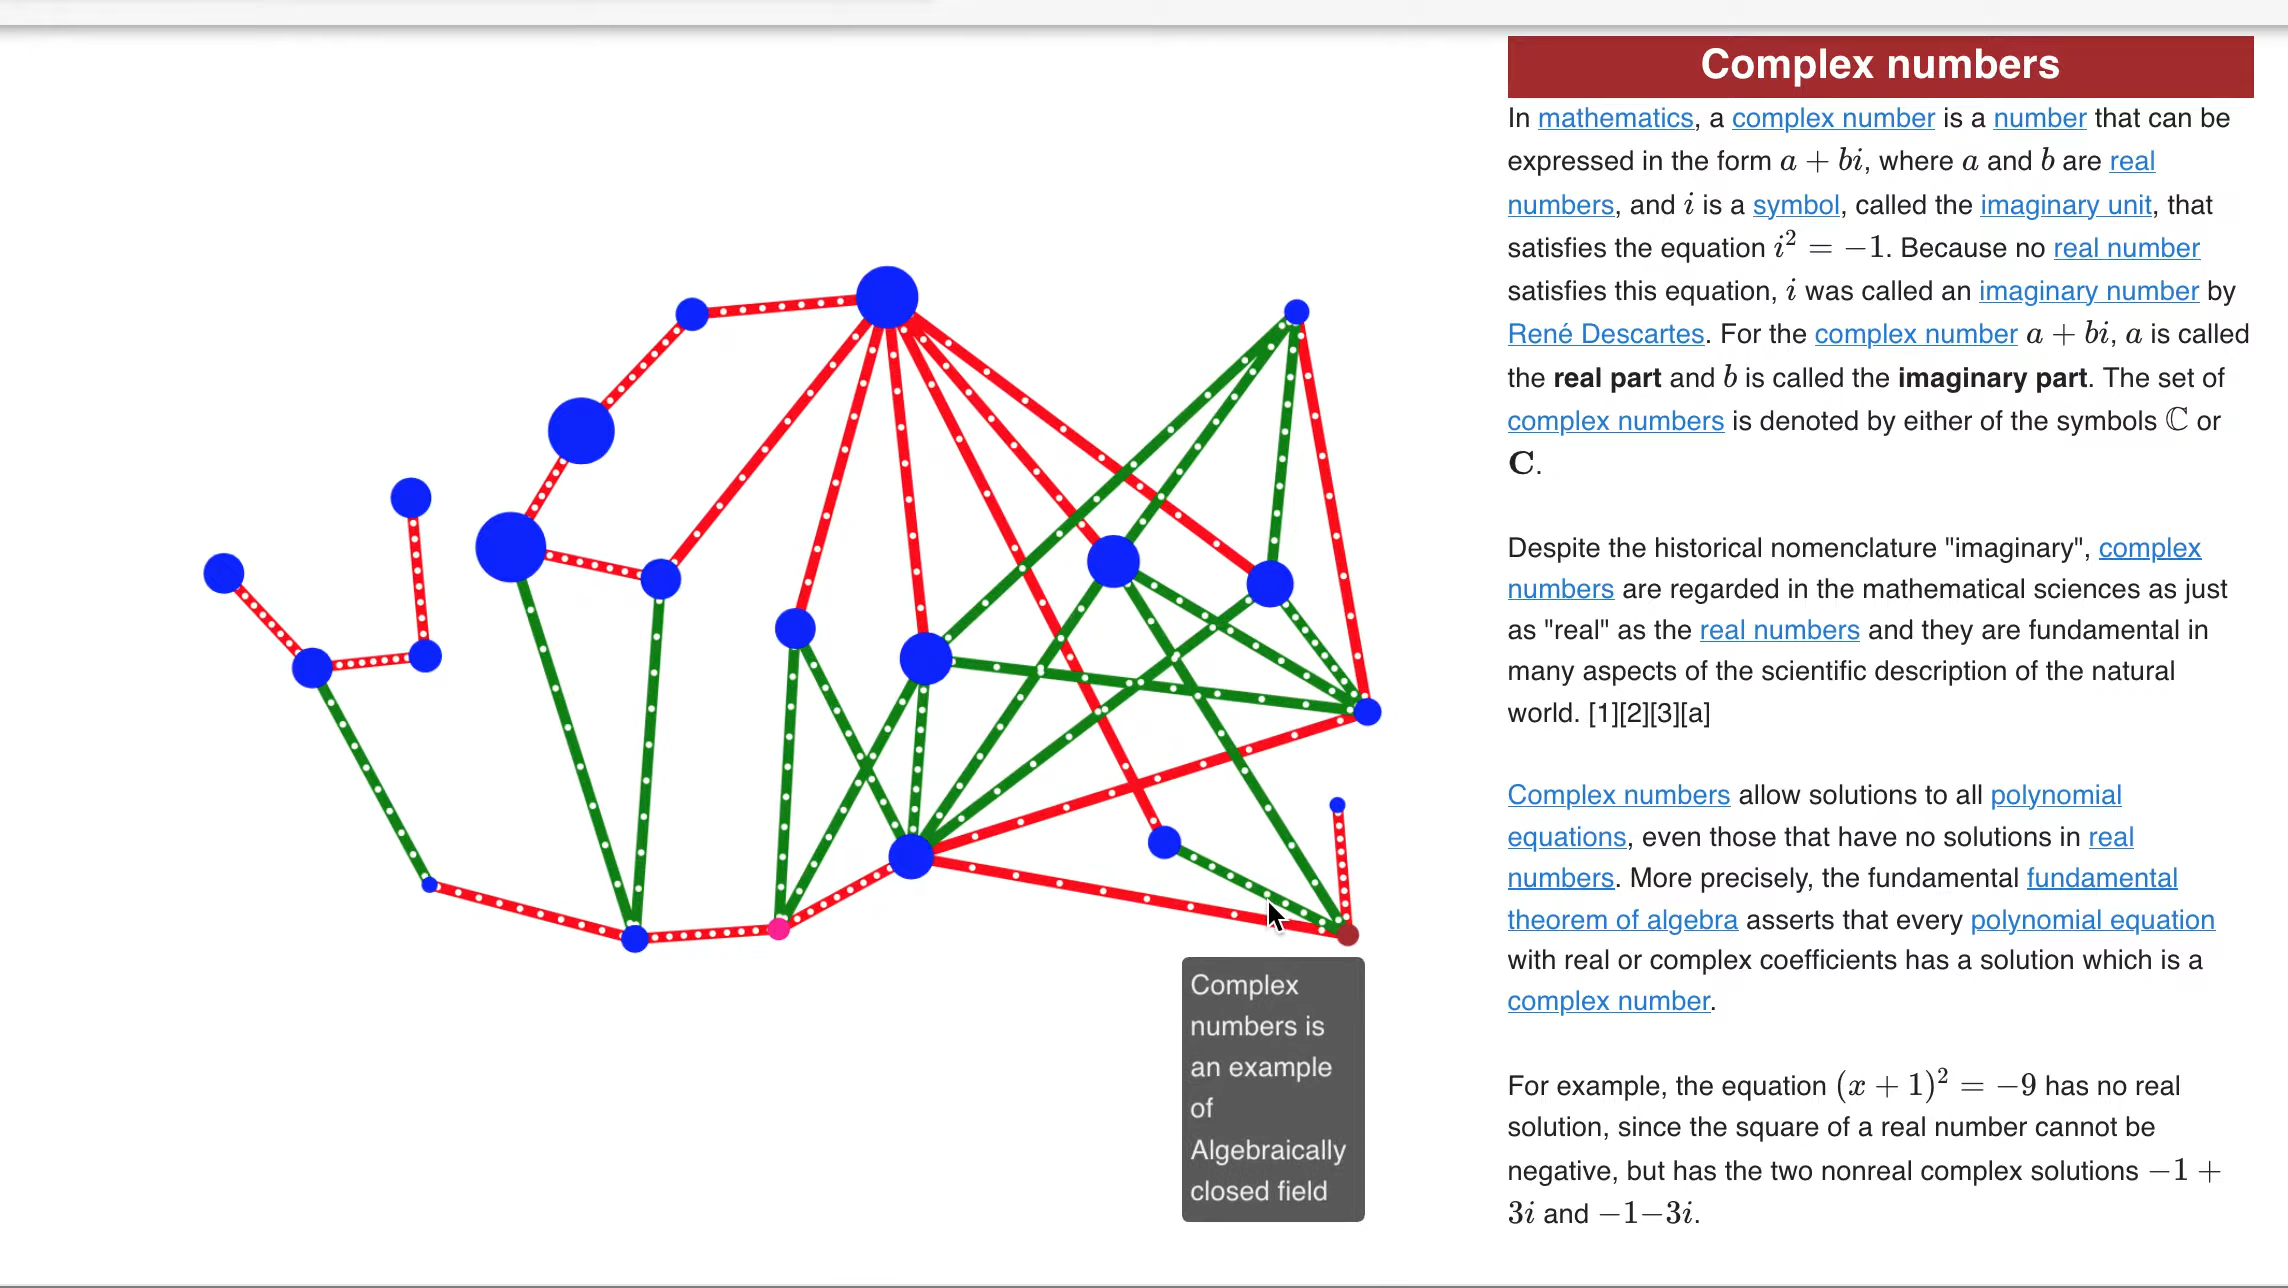 Complex numbers
In mathematics, a complex number is a number that can be
expressed in the form a + bi, where a and b are real
numbers, and i is a symbol, called the imaginary unit, that
satisfies the equation i² = −1. Because no real number
satisfies this equation, i was called an imaginary number by
René Descartes. For the complex number a + bi, a is called
the real part and b is called the imaginary part. The set of
complex numbers is denoted by either of the symbols ℂ or
C.
Despite the historical nomenclature "imaginary", complex
numbers are regarded in the mathematical sciences as just
as "real" as the real numbers and they are fundamental in
many aspects of the scientific description of the natural
world. [1][2][3][a]
Complex numbers allow solutions to all polynomial
equations, even those that have no solutions in real
numbers. More precisely, the fundamental fundamental
theorem of algebra asserts that every polynomial equation
with real or complex coefficients has a solution which is a
complex number.
For example, the equation (x + 1)² = −9 has no real
solution, since the square of a real number cannot be
negative, but has the two nonreal complex solutions −1 +
3i and −1−3i.
Complex
numbers is
an example
of
Algebraically
closed field